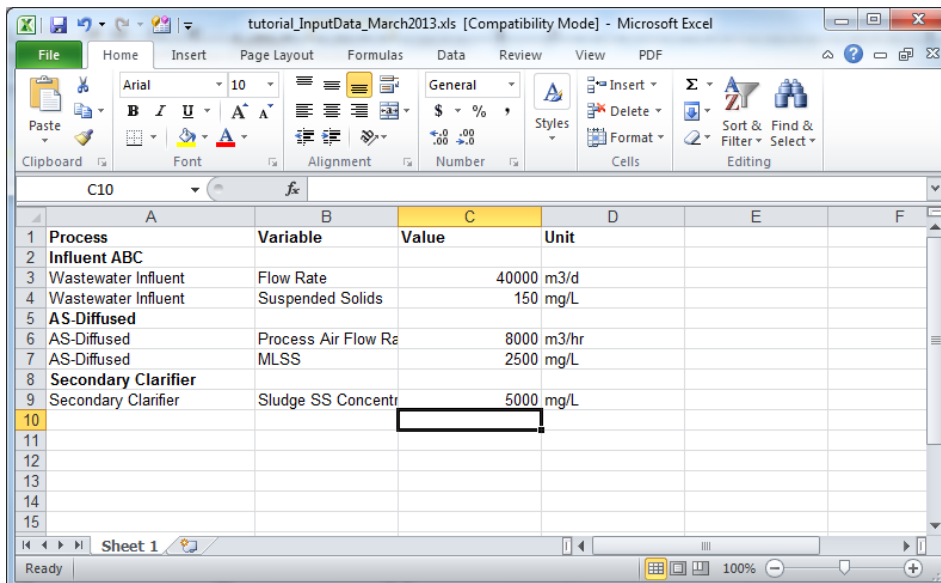 tutorial_InputData_March2013.xls [Compatibility Mode] - Microsoft Excel
File Home Insert Page Layout Formulas Data Review View PDF
Arial 10 General Insert Σ
B I U A A $ % , Delete
Paste Styles Format Sort & Filter Find & Select
A .00 .00 .0
Clipboard Font Alignment Number Cells Editing
C10 fx
A B C D E F
1 Process Variable Value Unit
2 Influent ABC
3 Wastewater Influent Flow Rate 40000 m3/d
4 Wastewater Influent Suspended Solids 150 mg/L
5 AS-Diffused
6 AS-Diffused Process Air Flow Ra 8000 m3/hr
7 AS-Diffused MLSS 2500 mg/L
8 Secondary Clarifier
9 Secondary Clarifier Sludge SS Concentr 5000 mg/L
10
11
12
13
14
15
Sheet 1
Ready 100%